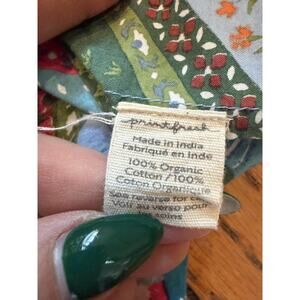 printfresh
Made in India
Fabriqué en Inde
100% Organic
Cotton / 100%
Coton Organique
See reverse for care
Voir au verso pour
les soins